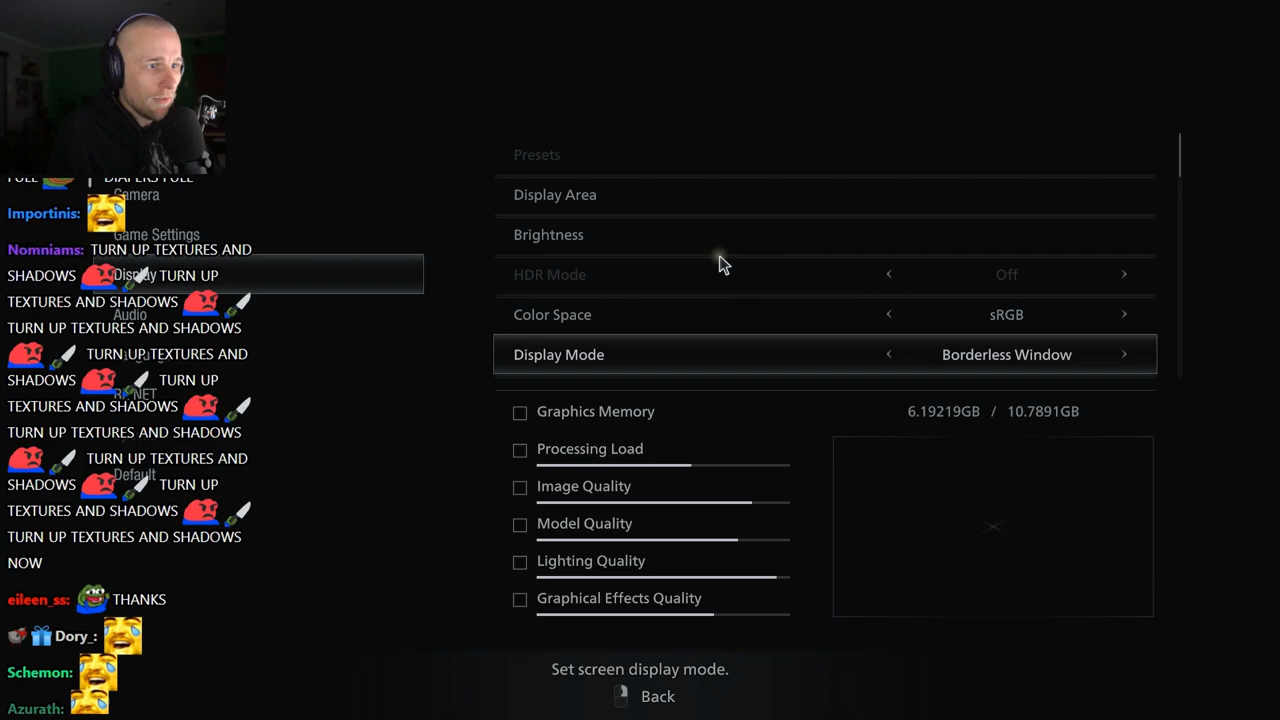 DIAPERS FULL
Importinis:
Nomniams: TURN UP TEXTURES AND
SHADOWS TURN UP
TEXTURES AND SHADOWS
TURN UP TEXTURES AND SHADOWS
TURN UP TEXTURES AND
SHADOWS TURN UP
TEXTURES AND SHADOWS
TURN UP TEXTURES AND SHADOWS
TURN UP TEXTURES AND
SHADOWS TURN UP
TEXTURES AND SHADOWS
TURN UP TEXTURES AND SHADOWS
NOW
eileen_ss: THANKS
Dory_:
Schemon:
Azurath:
Camera
Game Settings
Display
Audio
Default
Presets
Display Area
Brightness
HDR Mode < Off >
Color Space < sRGB >
Display Mode < Borderless Window >
Graphics Memory 6.19219GB / 10.7891GB
Processing Load
Image Quality
Model Quality
Lighting Quality
Graphical Effects Quality
Set screen display mode.
Back